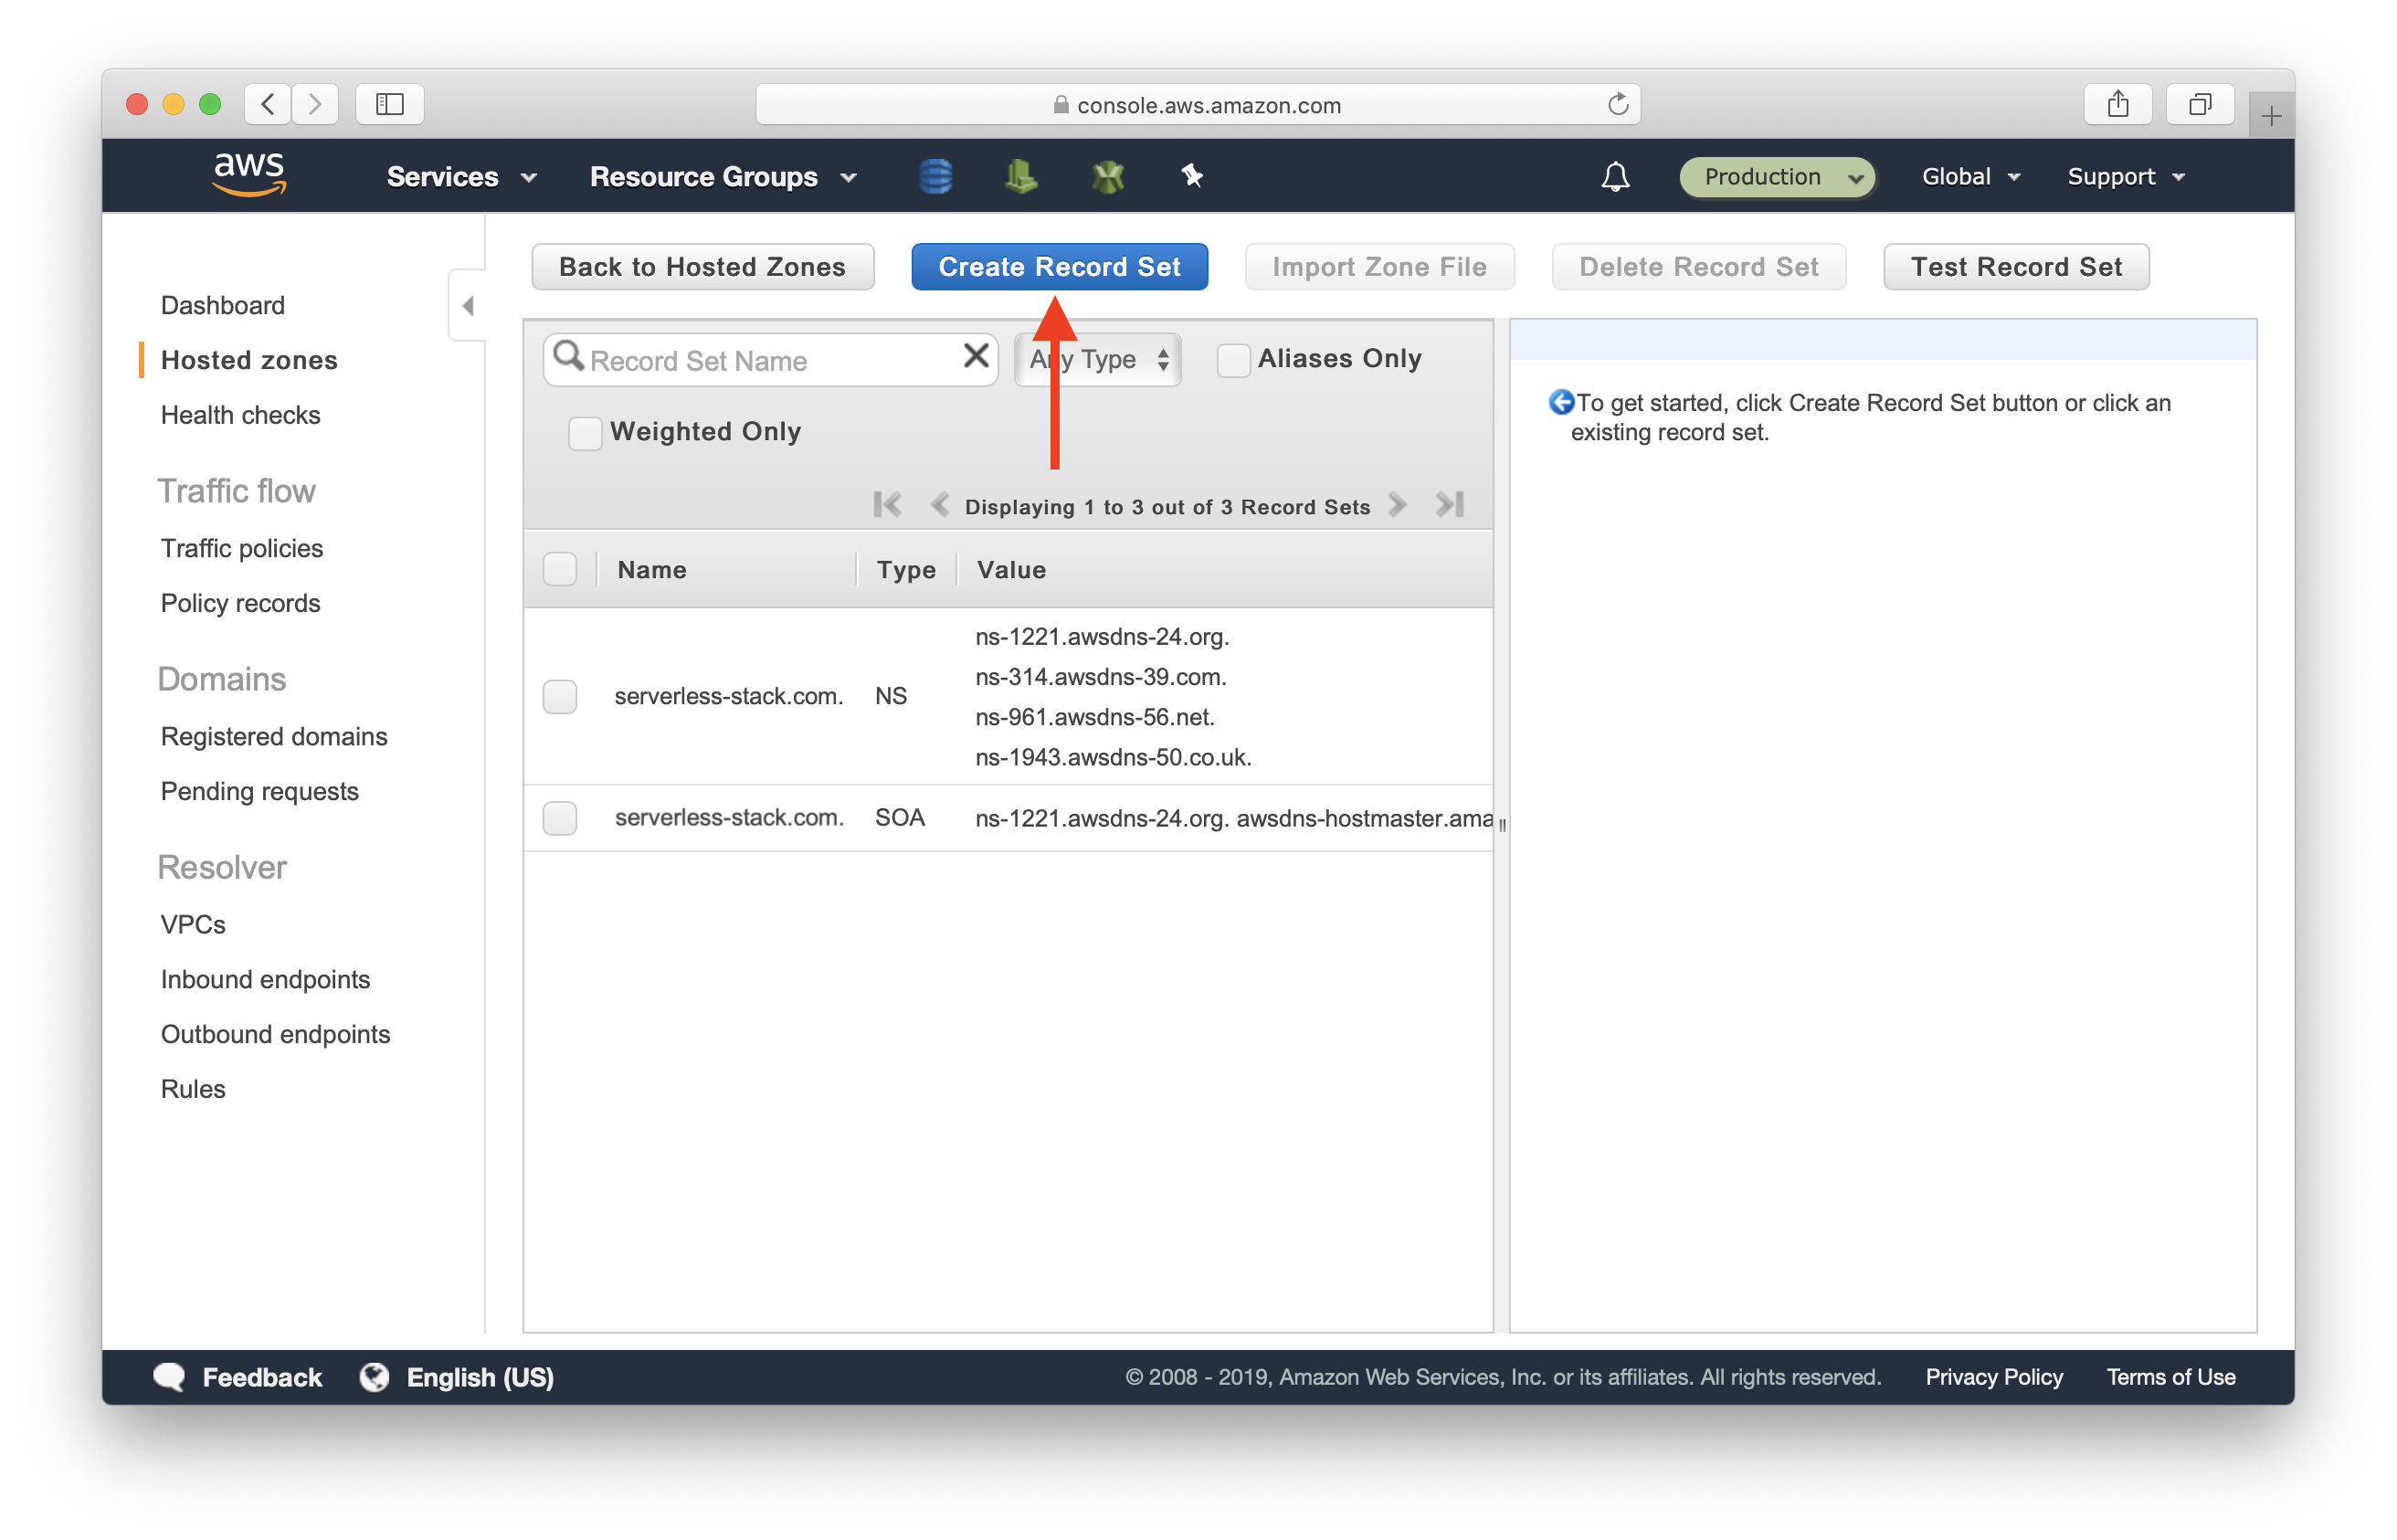 console.aws.amazon.com
aws
Services
Resource Groups
Production
Global
Support
Back to Hosted Zones
Create Record Set
Import Zone File
Delete Record Set
Test Record Set
Dashboard
Hosted zones
Health checks
Traffic flow
Traffic policies
Policy records
Domains
Registered domains
Pending requests
Resolver
VPCs
Inbound endpoints
Outbound endpoints
Rules
Record Set Name
Any Type
Aliases Only
Weighted Only
Displaying 1 to 3 out of 3 Record Sets
Name Type Value
serverless-stack.com. NS
ns-1221.awsdns-24.org.
ns-314.awsdns-39.com.
ns-961.awsdns-56.net.
ns-1943.awsdns-50.co.uk.
serverless-stack.com. SOA ns-1221.awsdns-24.org. awsdns-hostmaster.ama
To get started, click Create Record Set button or click an
existing record set.
Feedback
English (US)
© 2008 - 2019, Amazon Web Services, Inc. or its affiliates. All rights reserved.
Privacy Policy
Terms of Use